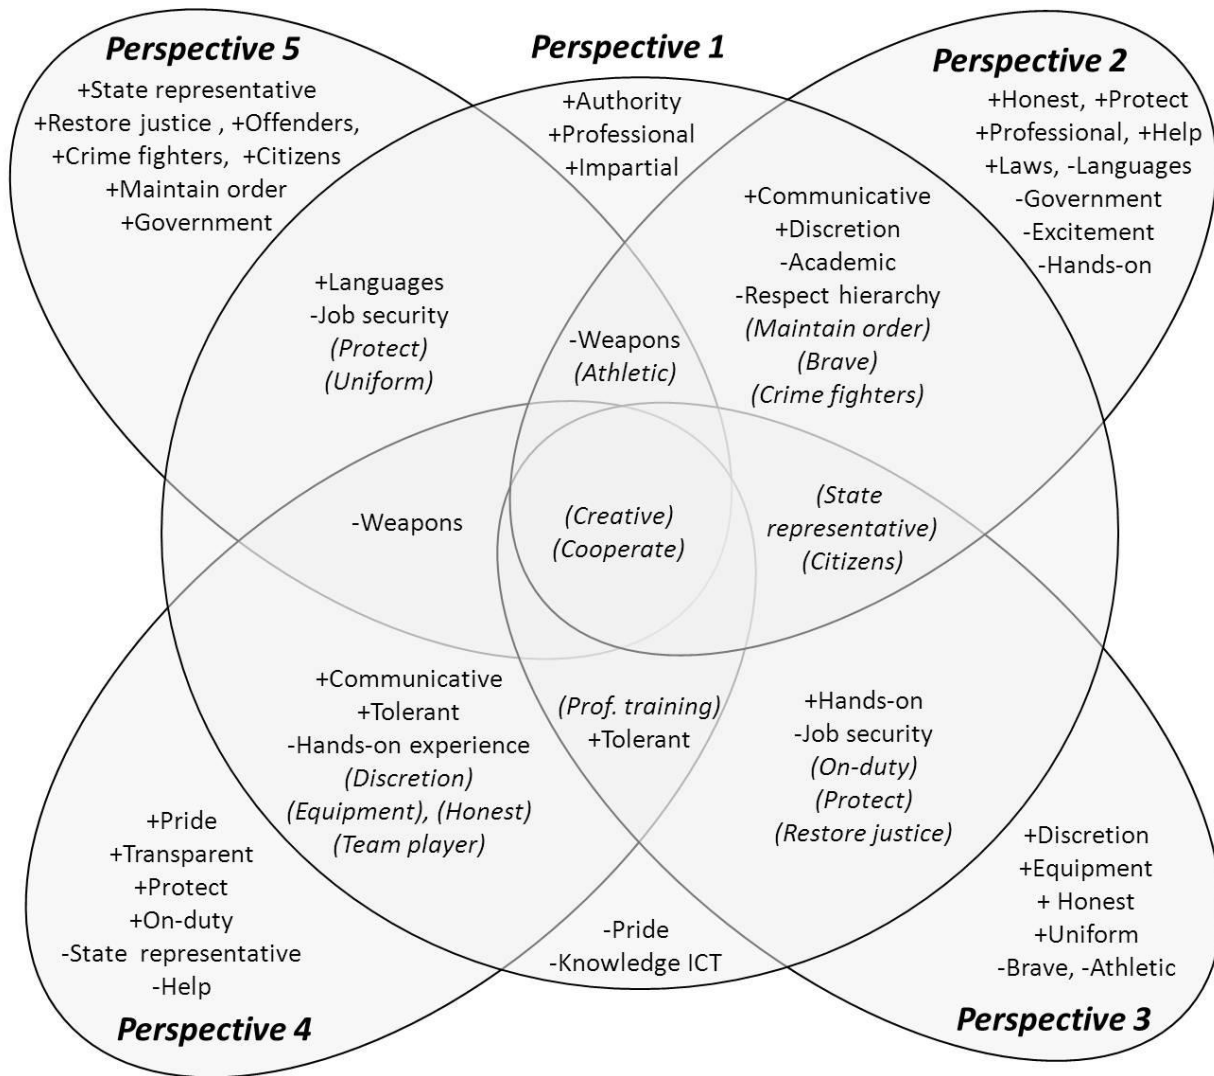 Perspective 5
+State representative
+Restore justice , +Offenders,
+Crime fighters, +Citizens
+Maintain order
+Government
Perspective 1
+Authority
+Professional
+Impartial
Perspective 2
+Honest, +Protect
+Professional, +Help
+Laws, -Languages
-Government
-Excitement
-Hands-on
+Languages
-Job security
(Protect)
(Uniform)
-Weapons
(Athletic)
+Communicative
+Discretion
-Academic
-Respect hierarchy
(Maintain order)
(Brave)
(Crime fighters)
-Weapons
(Creative)
(Cooperate)
(State
representative)
(Citizens)
+Communicative
+Tolerant
-Hands-on experience
(Discretion)
(Equipment), (Honest)
(Team player)
(Prof. training)
+Tolerant
+Hands-on
-Job security
(On-duty)
(Protect)
(Restore justice)
+Pride
+Transparent
+Protect
+On-duty
-State representative
-Help
Perspective 4
-Pride
-Knowledge ICT
+Discretion
+Equipment
+ Honest
+Uniform
-Brave, -Athletic
Perspective 3